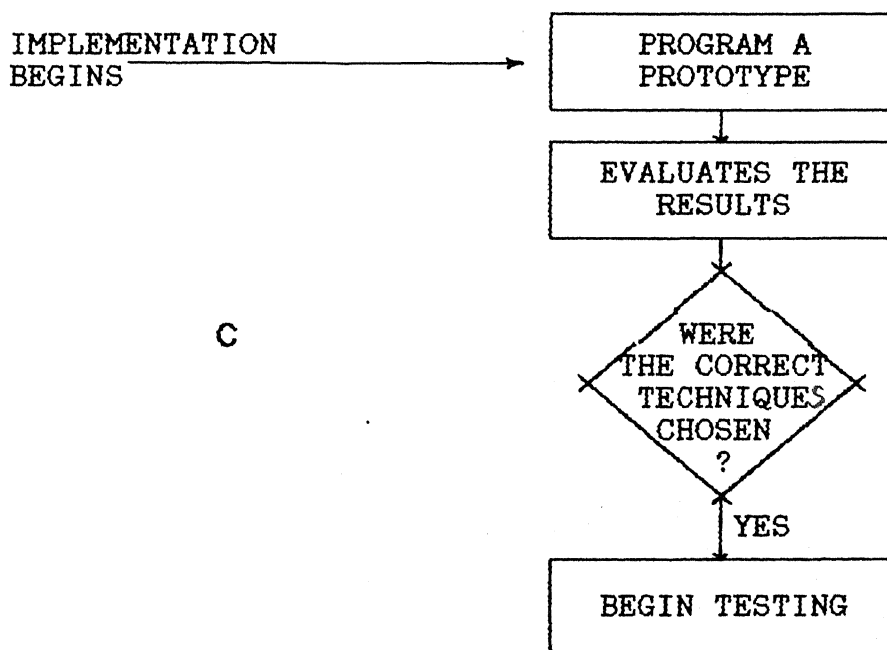 IMPLEMENTATION
BEGINS
PROGRAM A
PROTOTYPE
EVALUATES THE
RESULTS
C
WERE
THE CORRECT
TECHNIQUES
CHOSEN
?
YES
BEGIN TESTING